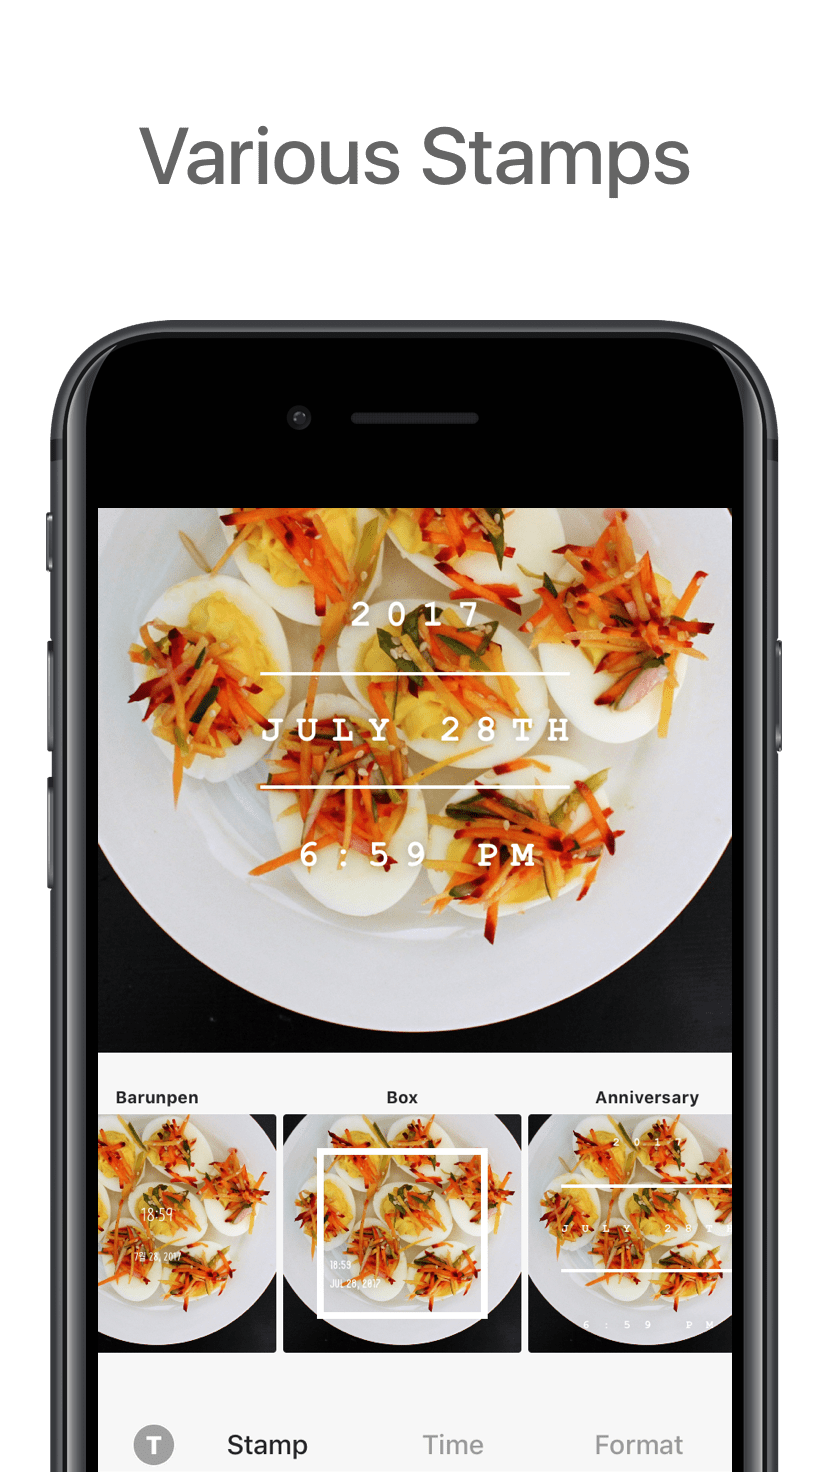 Various Stamps
2017
JULY 28TH
6:59 PM
Barunpen
Box
Anniversary
18:59
7월 28, 2017
18:59
JUL 28, 2017
2017
JULY 28T
6:59 PM
T
Stamp
Time
Format